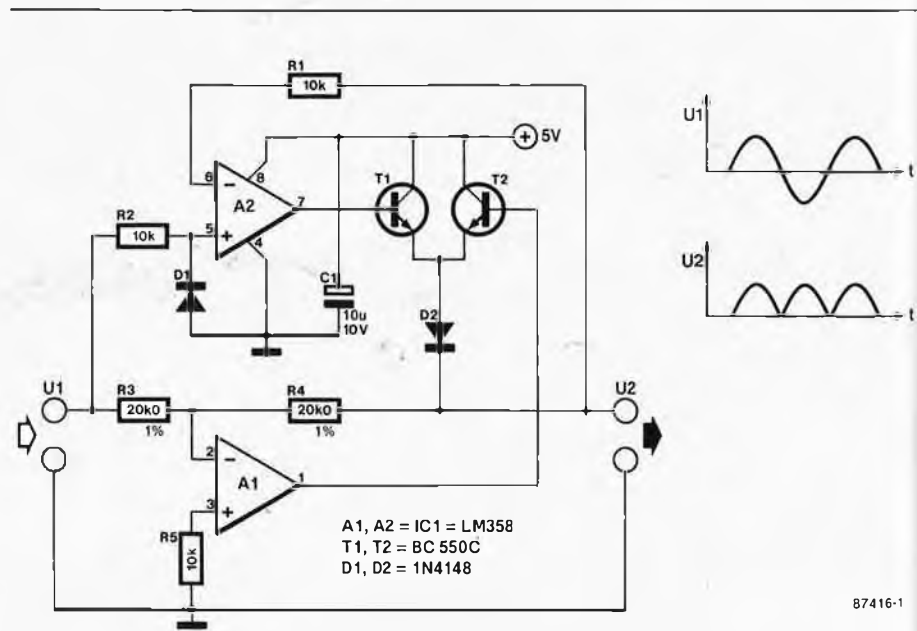 R1
10k
5V
U1
t
6
−
8
A2
7
T1
T2
R2
10k
5
+
4
D1
C1
10µ
10V
D2
U2
t
U1
R3
20k0
1%
R4
20k0
1%
U2
2
−
A1
1
3
+
R5
10k
A1, A2 = IC1 = LM358
T1, T2 = BC 550C
D1, D2 = 1N4148
87416-1